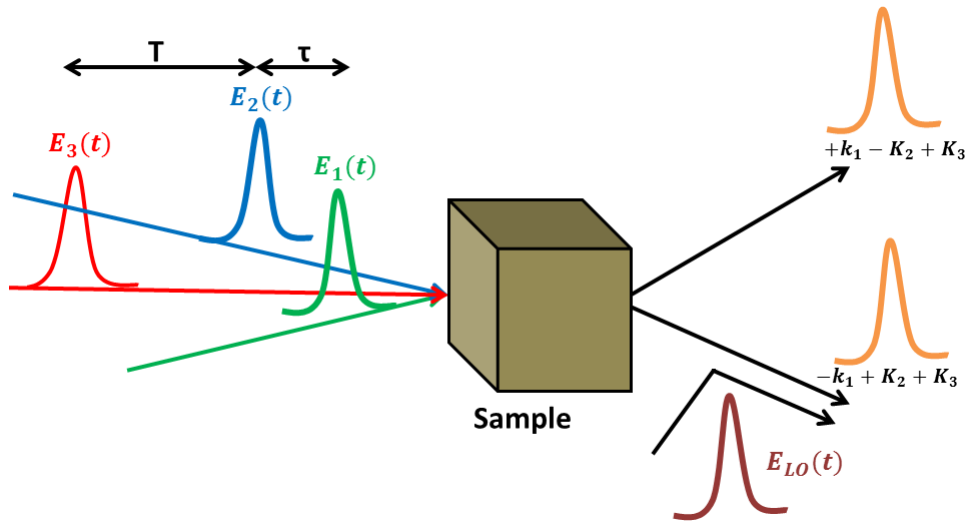 T
τ
E₂(t)
E₃(t)
E₁(t)
+k₁ − K₂ + K₃
−k₁ + K₂ + K₃
Sample
E_LO(t)